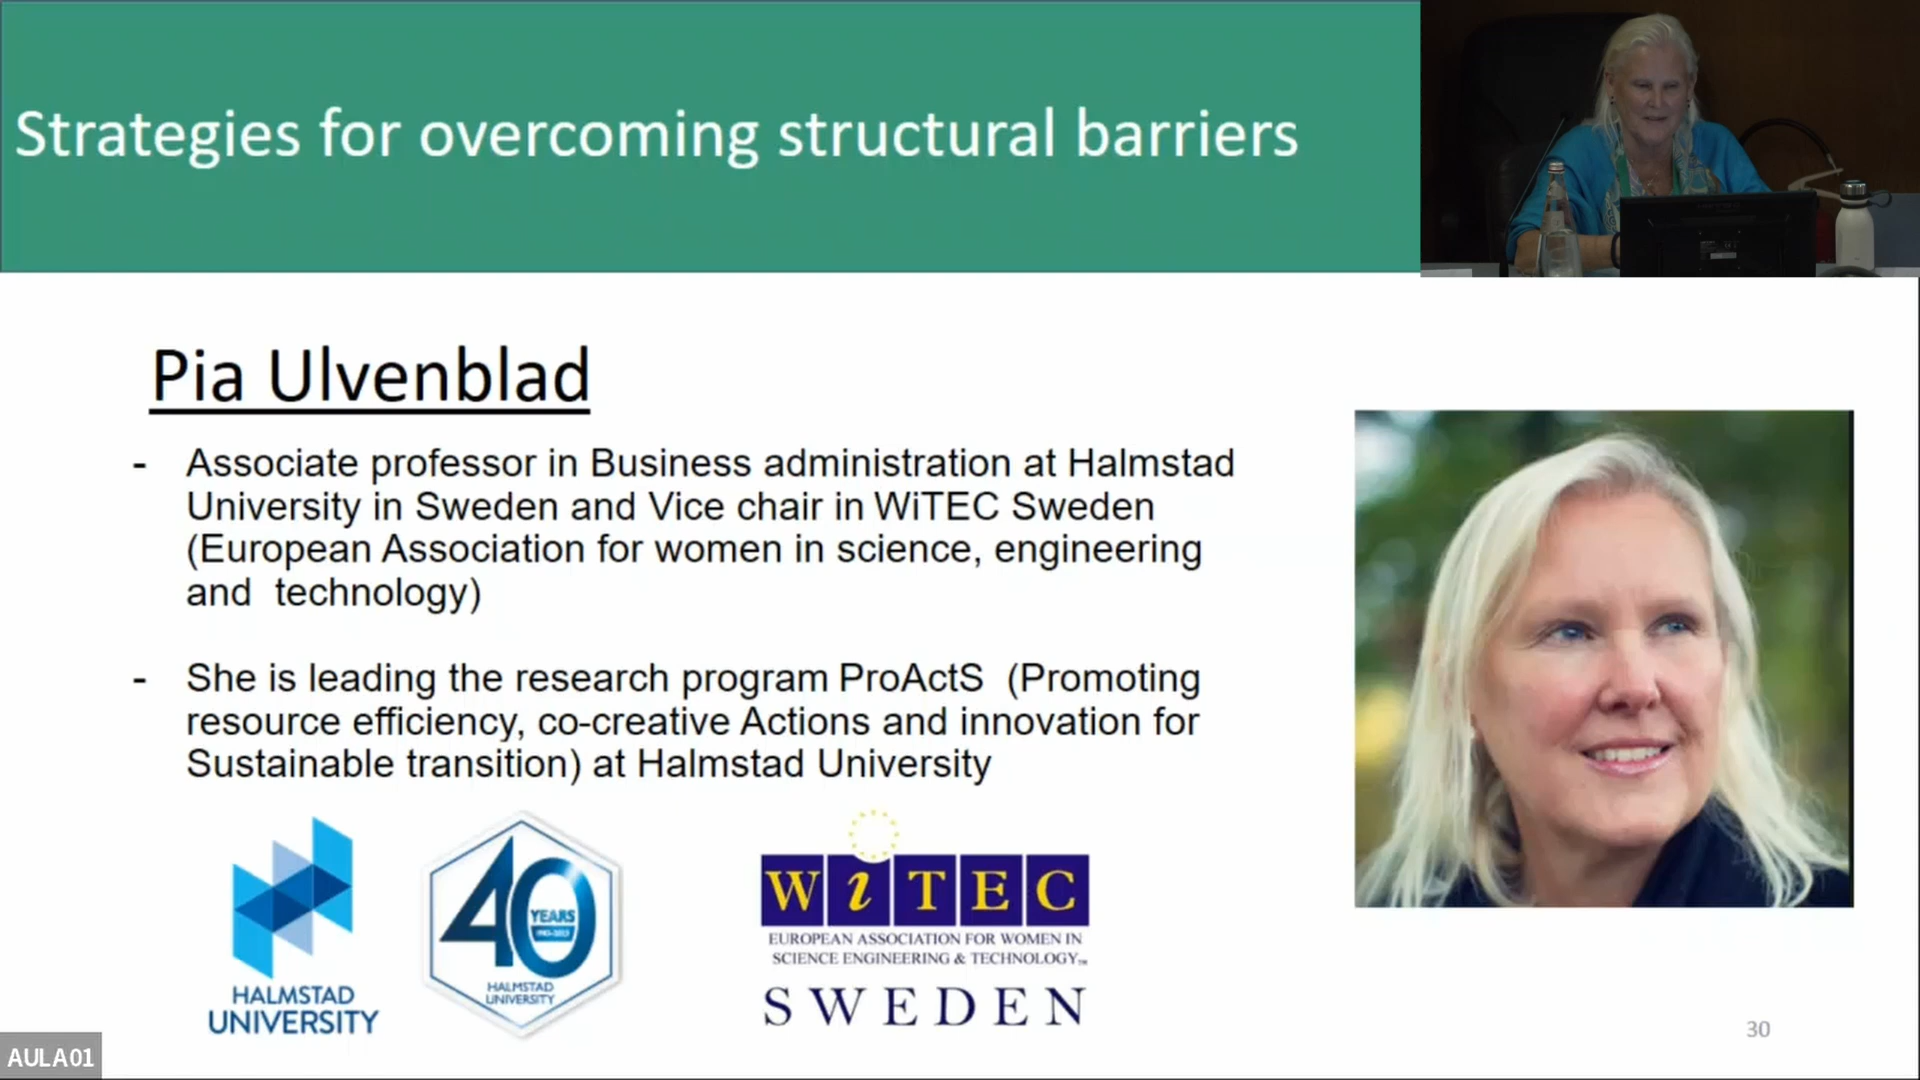 Strategies for overcoming structural barriers
Pia Ulvenblad
- Associate professor in Business administration at Halmstad
University in Sweden and Vice chair in WiTEC Sweden
(European Association for women in science, engineering
and technology)
- She is leading the research program ProActS (Promoting
resource efficiency, co-creative Actions and innovation for
Sustainable transition) at Halmstad University
HALMSTAD
UNIVERSITY
40
YEARS
HALMSTAD
UNIVERSITY
WiTEC
EUROPEAN ASSOCIATION FOR WOMEN IN
SCIENCE ENGINEERING & TECHNOLOGY™
SWEDEN
30
AULA01